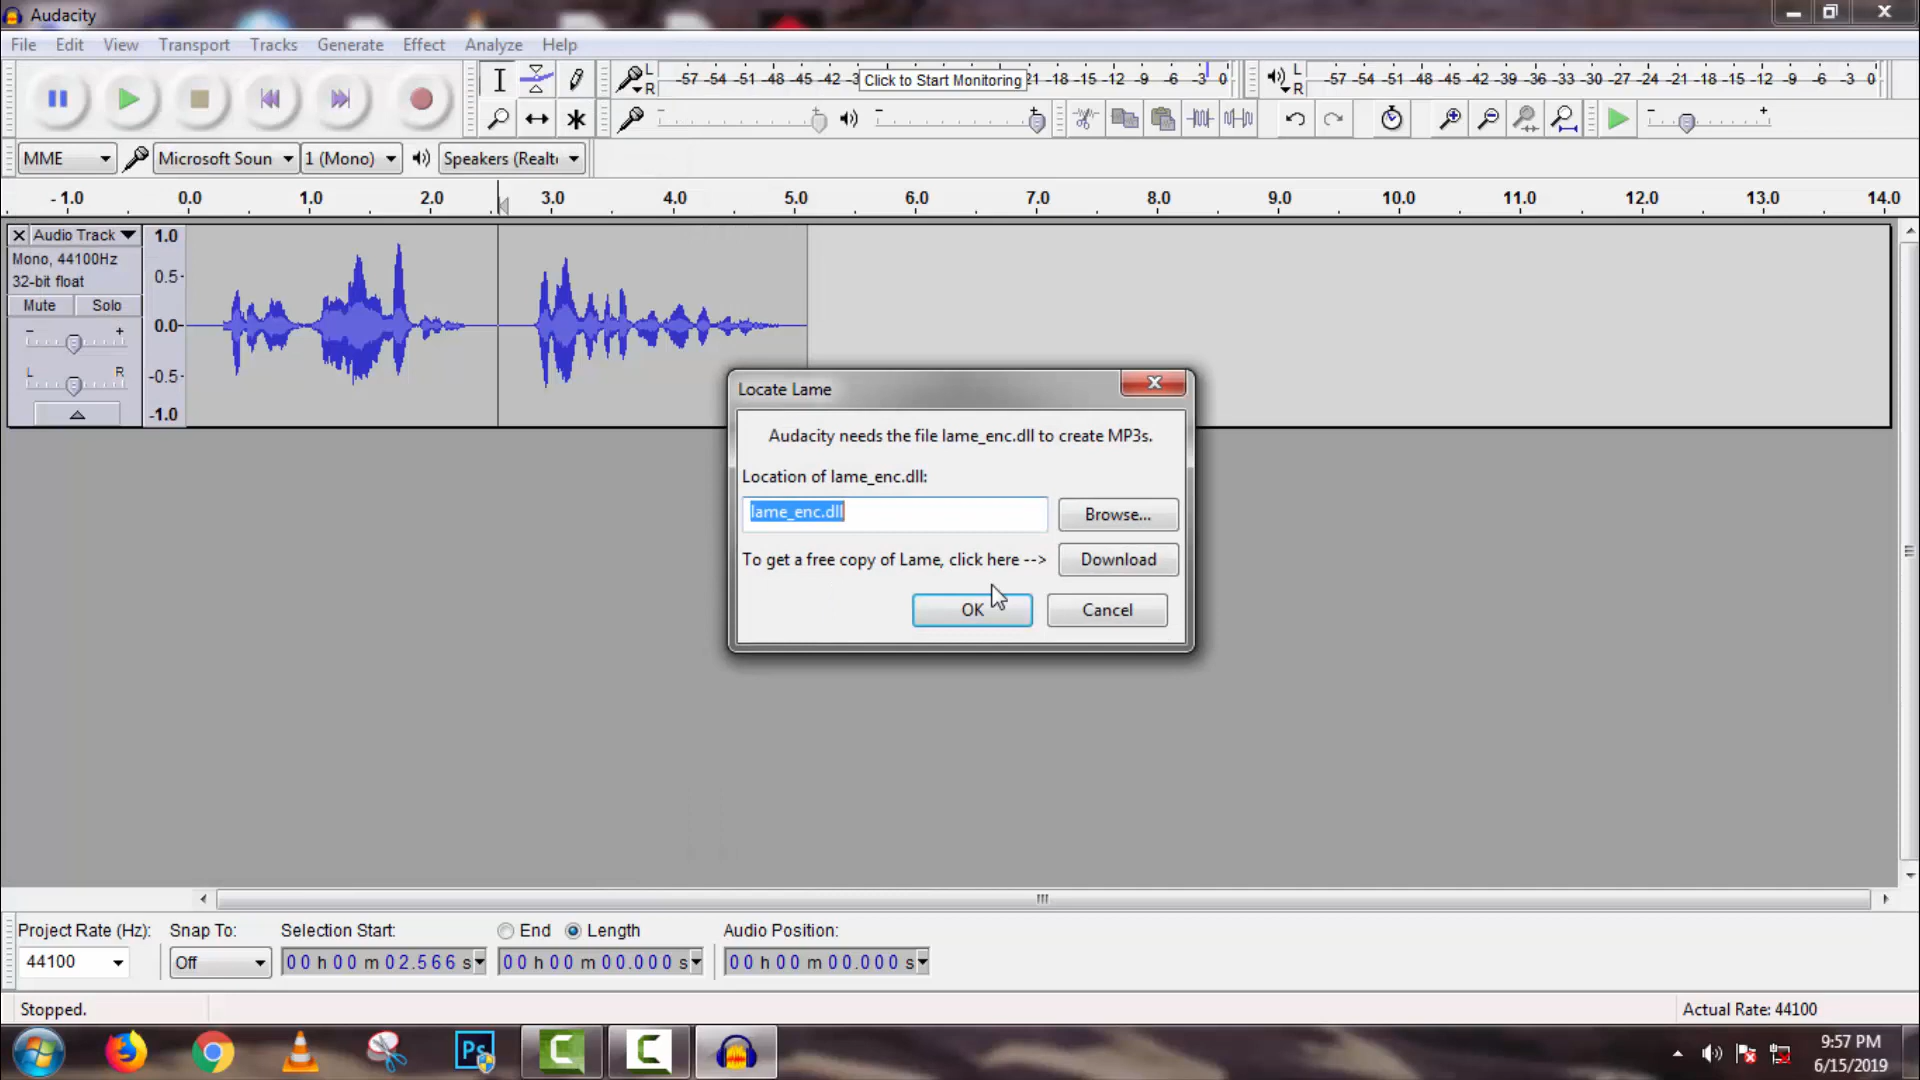 Audacity
File Edit View Transport Tracks Generate Effect Analyze Help
L
R
-57 -54 -51 -48 -45 -42 -3 Click to Start Monitoring 21 -18 -15 -12 -9 -6 -3 0
L
R
-57 -54 -51 -48 -45 -42 -39 -36 -33 -30 -27 -24 -21 -18 -15 -12 -9 -6 -3 0
MME Microsoft Soun 1 (Mono) Speakers (Realt
- 1.0 0.0 1.0 2.0 3.0 4.0 5.0 6.0 7.0 8.0 9.0 10.0 11.0 12.0 13.0 14.0
Audio Track
Mono, 44100Hz
32-bit float
Mute Solo
- +
L R
1.0
0.5-
0.0-
-0.5-
-1.0
Locate Lame
Audacity needs the file lame_enc.dll to create MP3s.
Location of lame_enc.dll:
lame_enc.dll Browse...
To get a free copy of Lame, click here --> Download
OK Cancel
Project Rate (Hz): Snap To: Selection Start: End Length Audio Position:
44100 Off 00 h 00 m 02.566 s 00 h 00 m 00.000 s 00 h 00 m 00.000 s
Stopped. Actual Rate: 44100
Ps
C
C
9:57 PM
6/15/2019